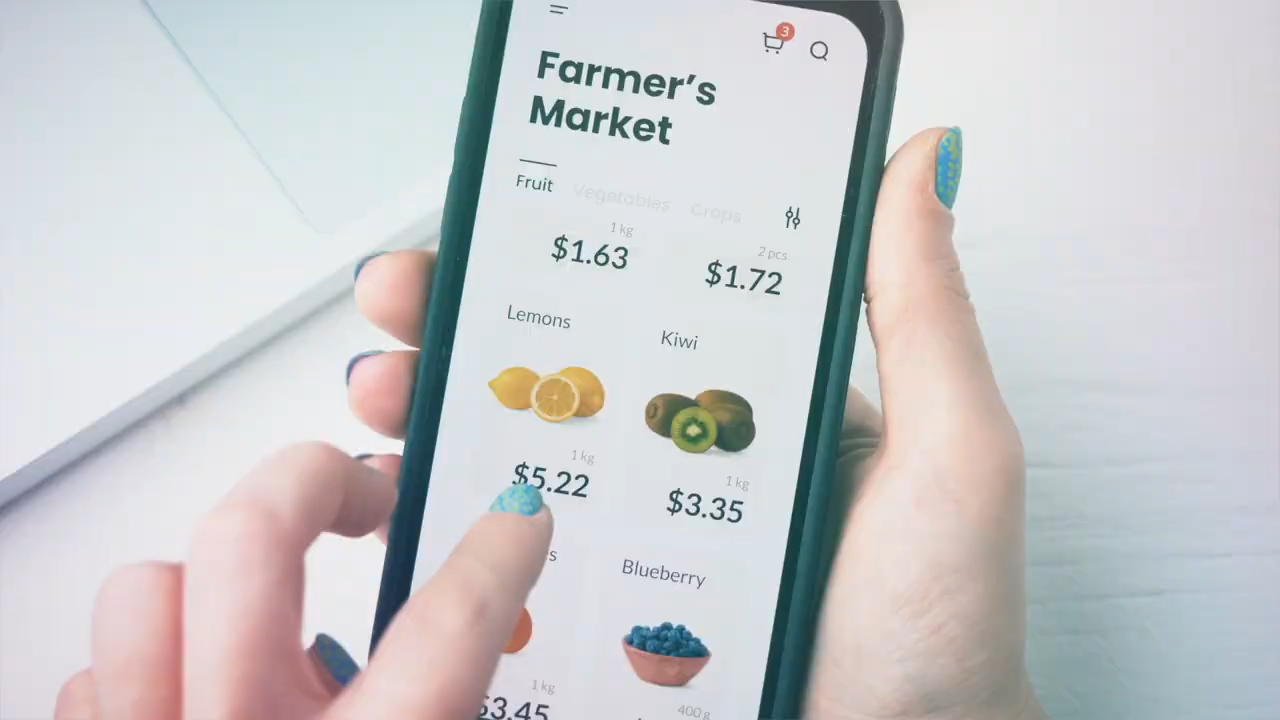 3
Farmer's
Market
Fruit Vegetables Crops
1 kg
$1.63
2 pcs
$1.72
Lemons
Kiwi
1 kg
$5.22
1 kg
$3.35
Blueberry
1 kg
$3.45
400 g